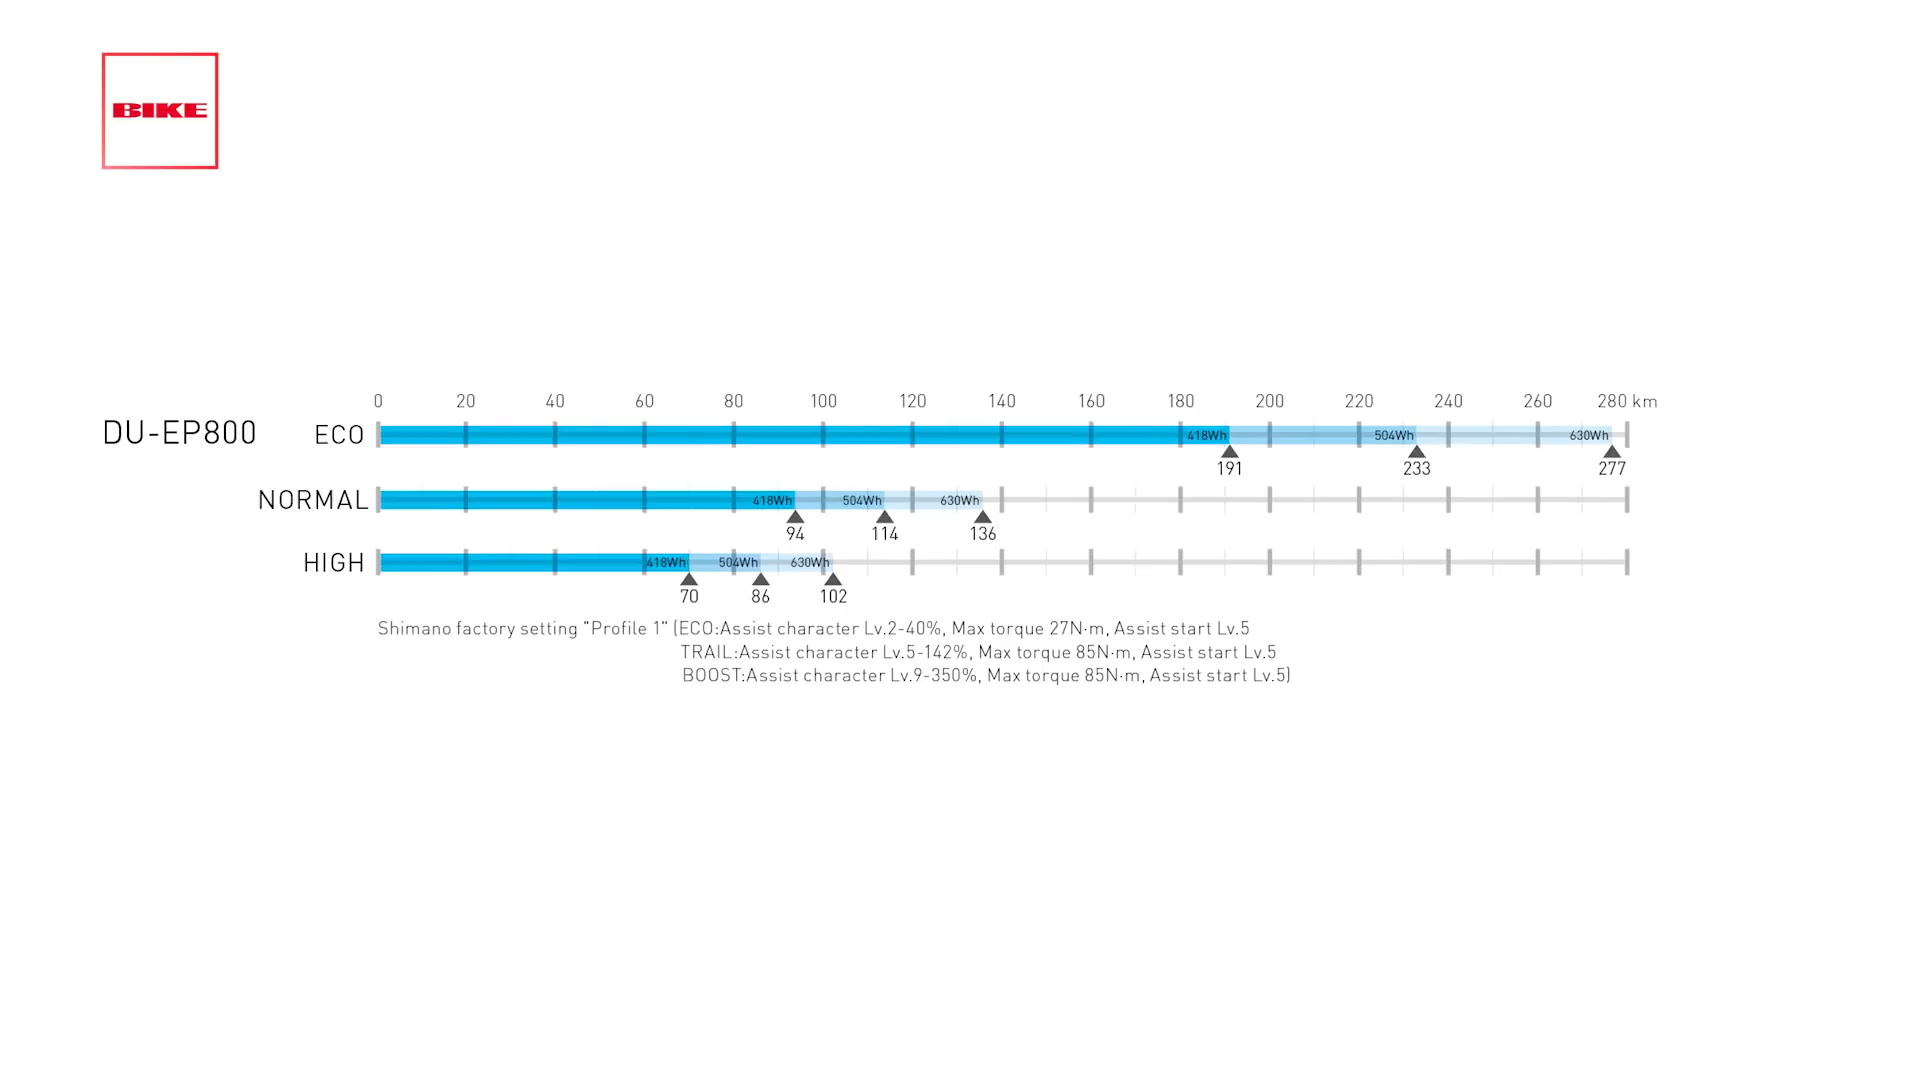 BIKE
0 20 40 60 80 100 120 140 160 180 200 220 240 260 280 km
DU-EP800 ECO 418Wh 504Wh 630Wh
191 233 277
NORMAL 418Wh 504Wh 630Wh
94 114 136
HIGH 418Wh 504Wh 630Wh
70 86 102
Shimano factory setting "Profile 1" (ECO:Assist character Lv.2-40%, Max torque 27N·m, Assist start Lv.5
TRAIL:Assist character Lv.5-142%, Max torque 85N·m, Assist start Lv.5
BOOST:Assist character Lv.9-350%, Max torque 85N·m, Assist start Lv.5)